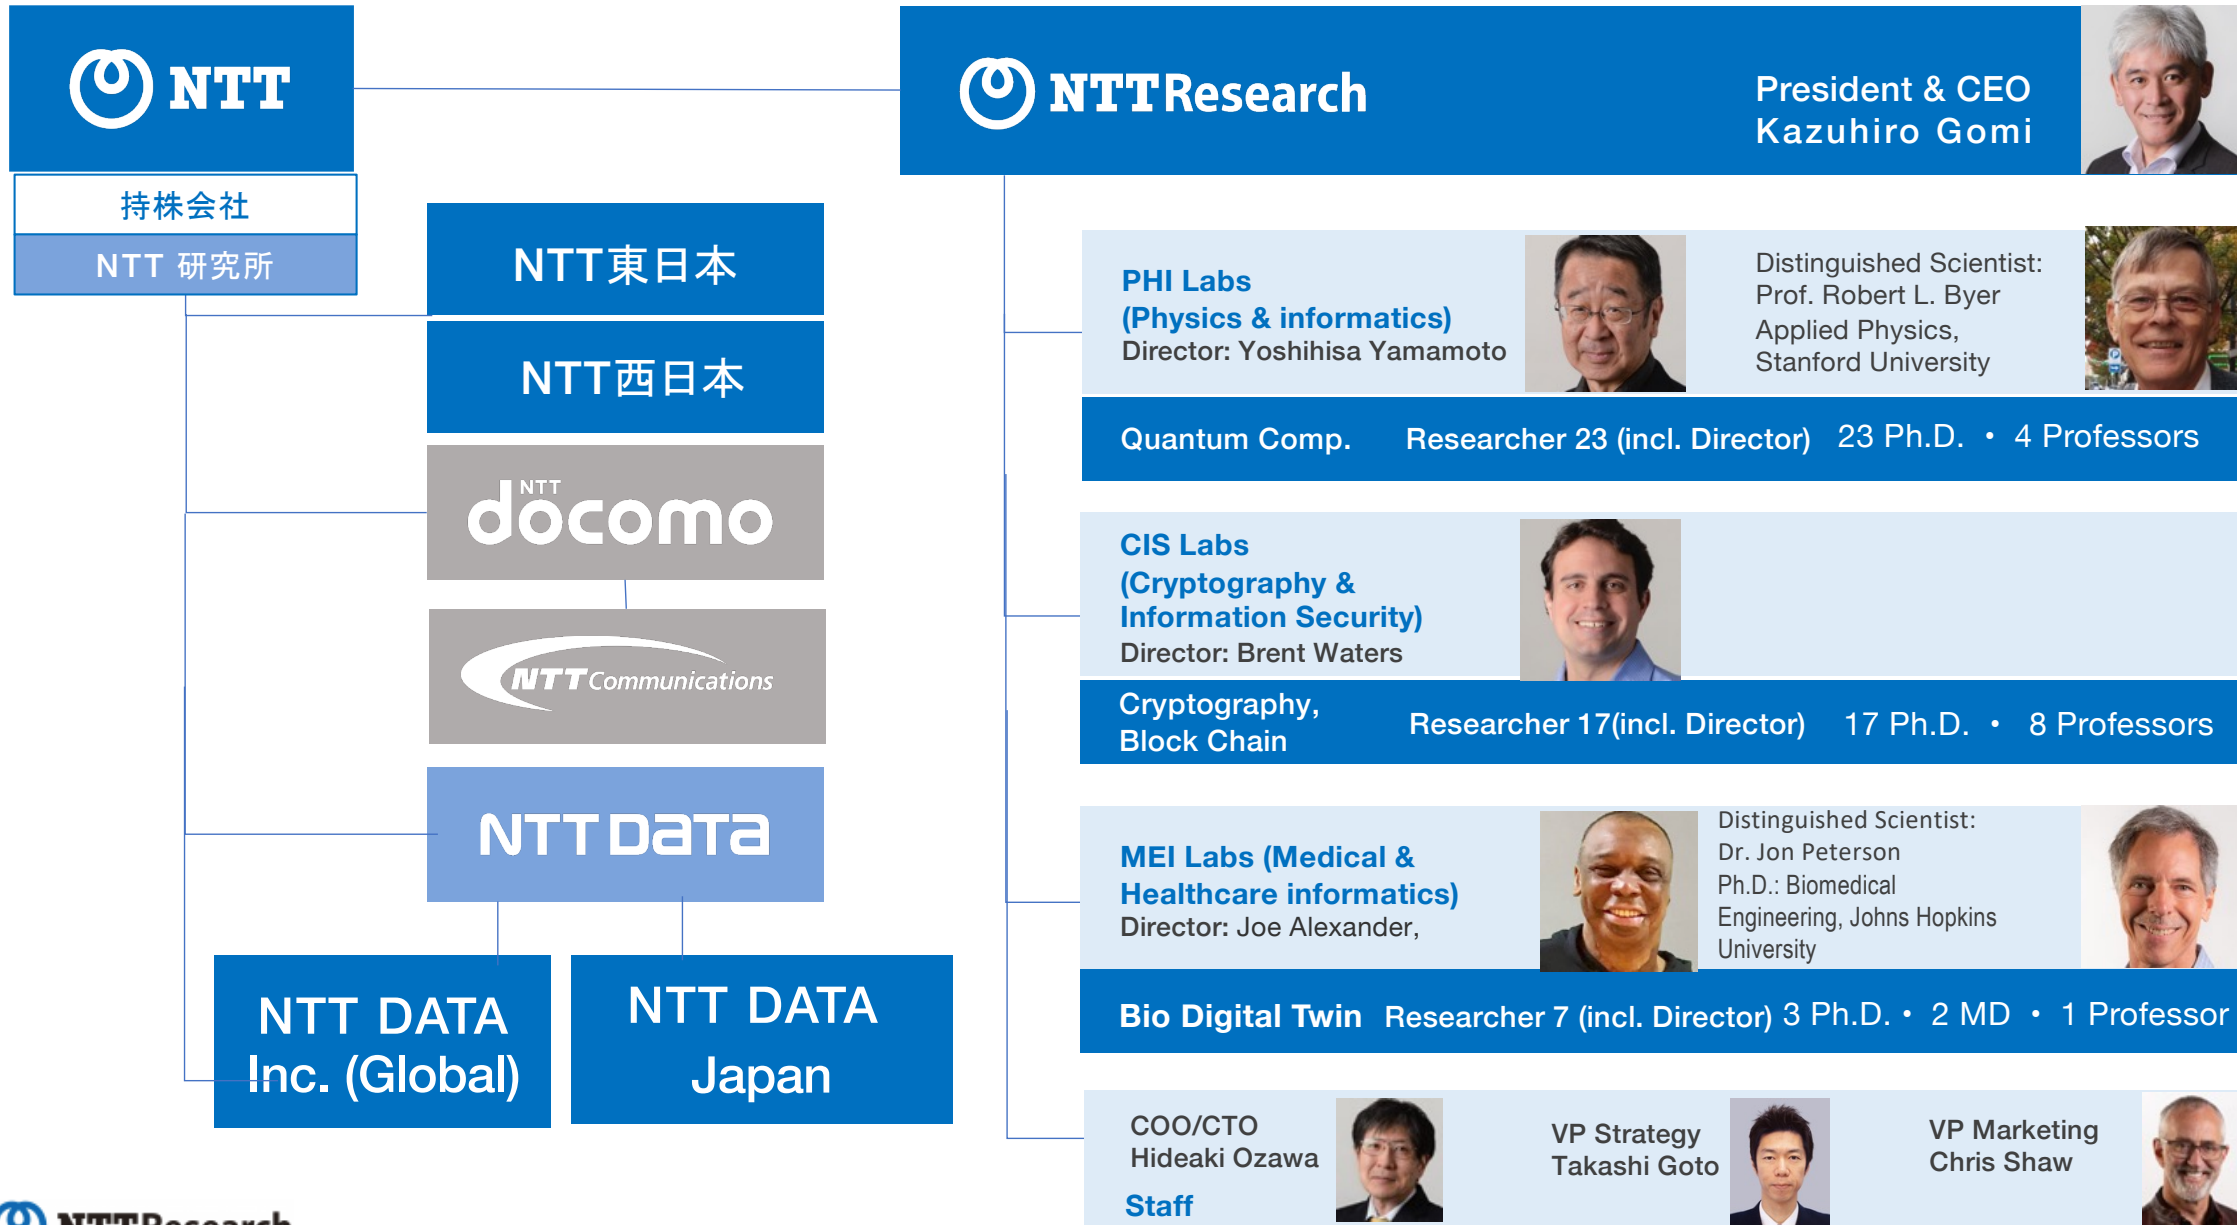 NTT
持株会社
NTT 研究所
NTT東日本
NTT西日本
NTT
docomo
NTT Communications
NTT DATA
NTT DATA
Inc. (Global)
NTT DATA
Japan
NTT Research
President & CEO
Kazuhiro Gomi
PHI Labs
(Physics & informatics)
Director: Yoshihisa Yamamoto
Distinguished Scientist:
Prof. Robert L. Byer
Applied Physics,
Stanford University
Quantum Comp. Researcher 23 (incl. Director) 23 Ph.D. • 4 Professors
CIS Labs
(Cryptography &
Information Security)
Director: Brent Waters
Cryptography,
Block Chain
Researcher 17(incl. Director) 17 Ph.D. • 8 Professors
MEI Labs (Medical &
Healthcare informatics)
Director: Joe Alexander,
Distinguished Scientist:
Dr. Jon Peterson
Ph.D.: Biomedical
Engineering, Johns Hopkins
University
Bio Digital Twin Researcher 7 (incl. Director) 3 Ph.D. • 2 MD • 1 Professor
COO/CTO
Hideaki Ozawa
Staff
VP Strategy
Takashi Goto
VP Marketing
Chris Shaw
NTT Research